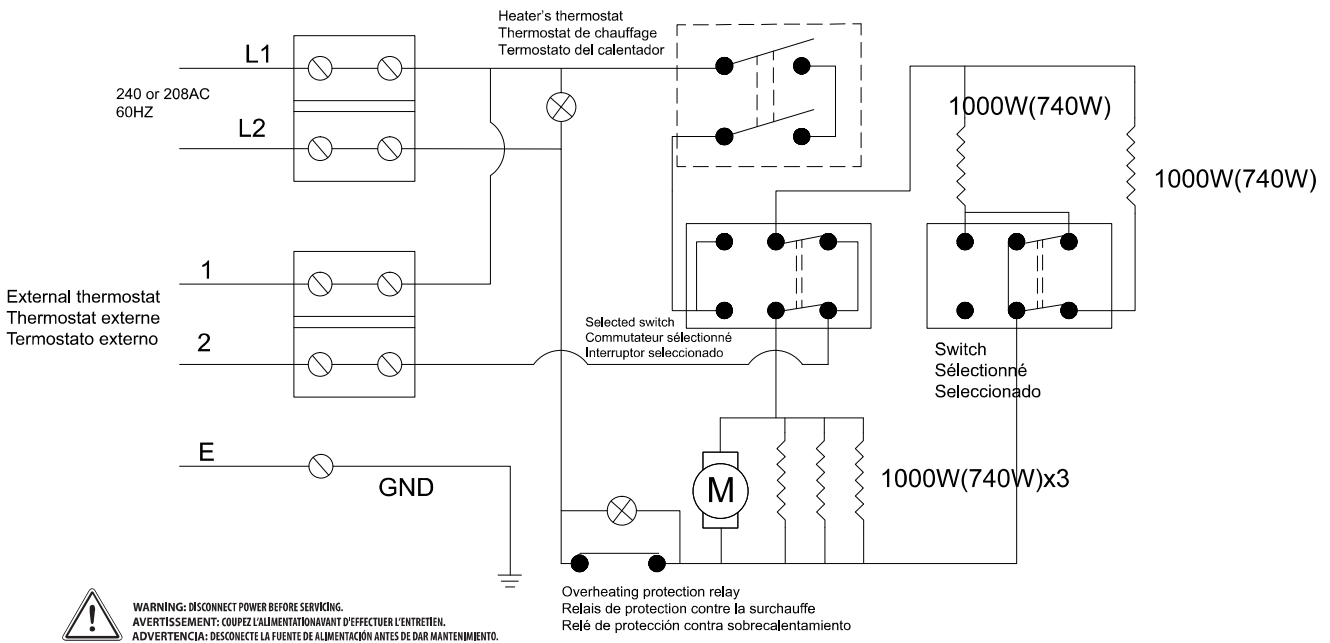 Heater's thermostat
Thermostat de chauffage
Termostato del calentador
L1
240 or 208AC
60HZ
L2
1000W(740W)
1000W(740W)
1
External thermostat
Thermostat externe
Termostato externo
2
Selected switch
Commutateur sélectionné
Interruptor seleccionado
Switch
Sélectionné
Seleccionado
E
GND
M
1000W(740W)x3
Overheating protection relay
Relais de protection contre la surchauffe
Relé de protección contra sobrecalentamiento
WARNING: DISCONNECT POWER BEFORE SERVICING.
AVERTISSEMENT: COUPEZ L'ALIMENTATIONAVANT D'EFFECTUER L'ENTRETIEN.
ADVERTENCIA: DESCONECTE LA FUENTE DE ALIMENTACIÓN ANTES DE DAR MANTENIMIENTO.